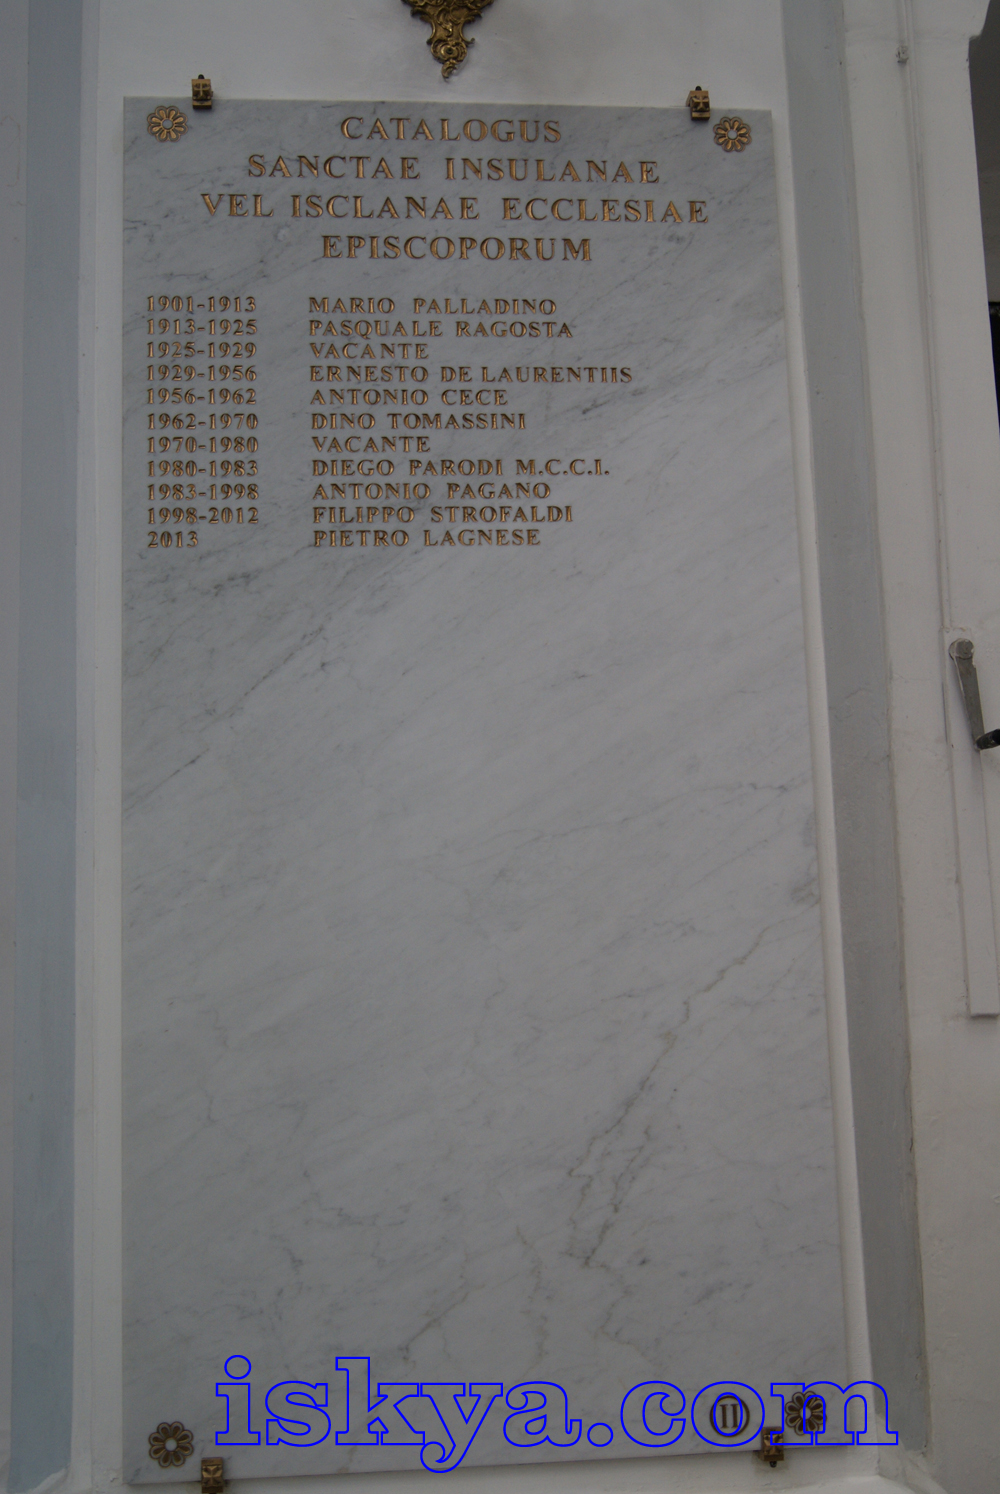 CATALOGUS
SANCTAE INSULANAE
VEL ISCLANAE ECCLESIAE
EPISCOPORUM
1901-1913 MARIO PALLADINO
1913-1925 PASQUALE RAGOSTA
1925-1929 VACANTE
1929-1956 ERNESTO DE LAURENTIIS
1956-1962 ANTONIO CECE
1962-1970 DINO TOMASSINI
1970-1980 VACANTE
1980-1983 DIEGO PARODI M.C.C.I.
1983-1998 ANTONIO PAGANO
1998-2012 FILIPPO STROFALDI
2013 PIETRO LAGNESE
II
iskya.com